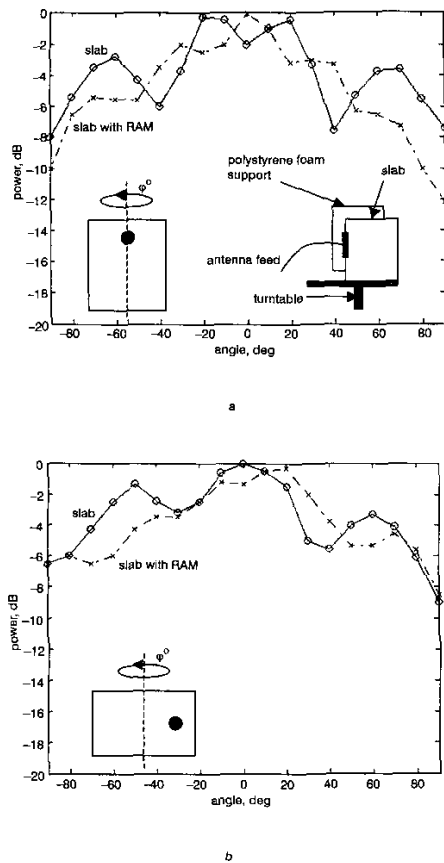 0
-2
-4
-6
-8
-10
-12
-14
-16
-18
-20
power, dB
slab
slab with RAM
φ°
polystyrene foam
support
slab
antenna feed
turntable
-80 -60 -40 -20 0 20 40 60 80
angle, deg
a
0
-2
-4
-6
-8
-10
-12
-14
-16
-18
-20
power, dB
slab
slab with RAM
φ°
-80 -60 -40 -20 0 20 40 60 80
angle, deg
b